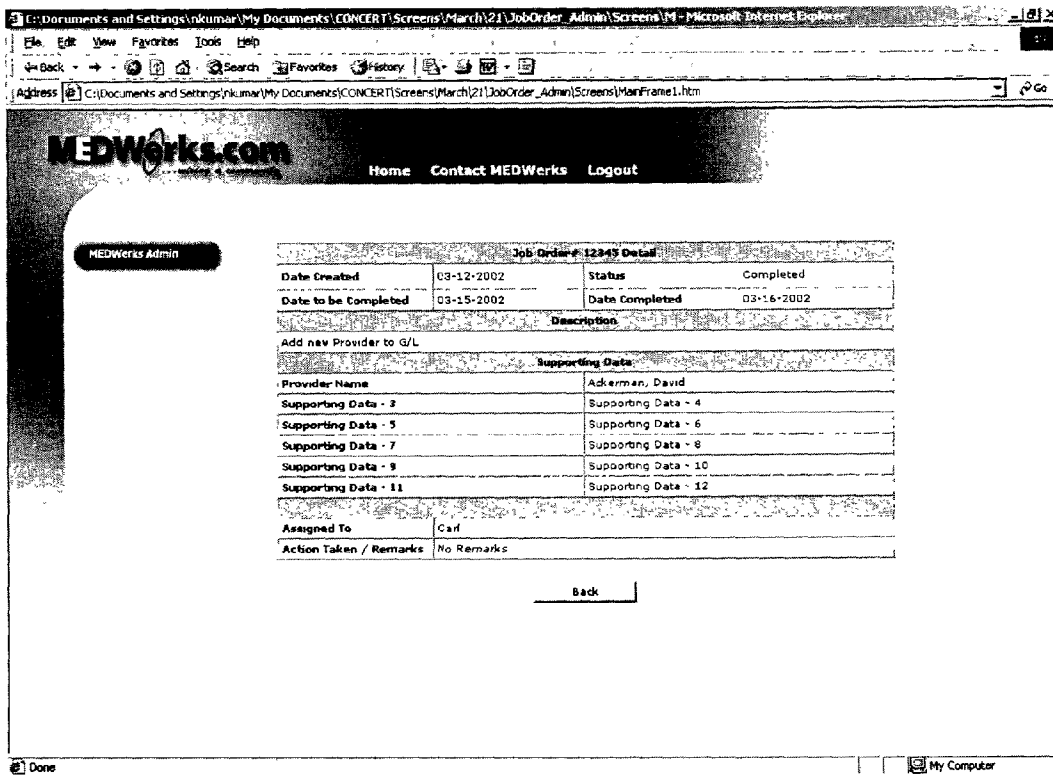 C:\Documents and Settings\nkumar\My Documents\CONCERT\Screens\March\21\JobOrder_Admin\Screens\M - Microsoft Internet Explorer
File Edit View Favorites Tools Help
Back Search Favorites History
Address C:\Documents and Settings\nkumar\My Documents\CONCERT\Screens\March\21\JobOrder_Admin\Screens\MainFrame1.htm Go
MEDWerks.com
Home Contact MEDWerks Logout
MEDWerks Admin
Job Order# 12345 Detail
Date Created 03-12-2002 Status Completed
Date to be Completed 03-15-2002 Date Completed 03-16-2002
Description
Add new Provider to G/L
Supporting Data
Provider Name Ackerman, David
Supporting Data - 3 Supporting Data - 4
Supporting Data - 5 Supporting Data - 6
Supporting Data - 7 Supporting Data - 8
Supporting Data - 9 Supporting Data - 10
Supporting Data - 11 Supporting Data - 12
Assigned To Carl
Action Taken / Remarks No Remarks
Back
Done My Computer